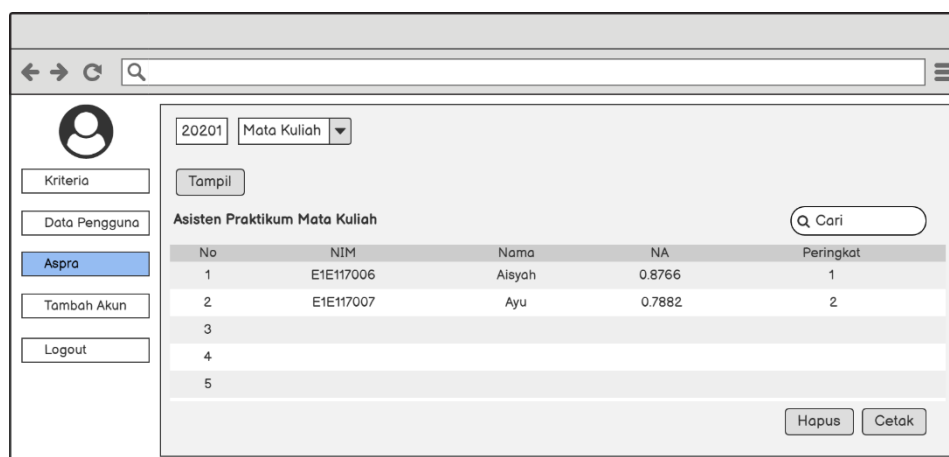 20201 Mata Kuliah
Kriteria
Tampil
Data Pengguna
Asisten Praktikum Mata Kuliah
Cari
Aspra
No NIM Nama NA Peringkat
1 E1E117006 Aisyah 0.8766 1
Tambah Akun
2 E1E117007 Ayu 0.7882 2
3
Logout
4
5
Hapus Cetak